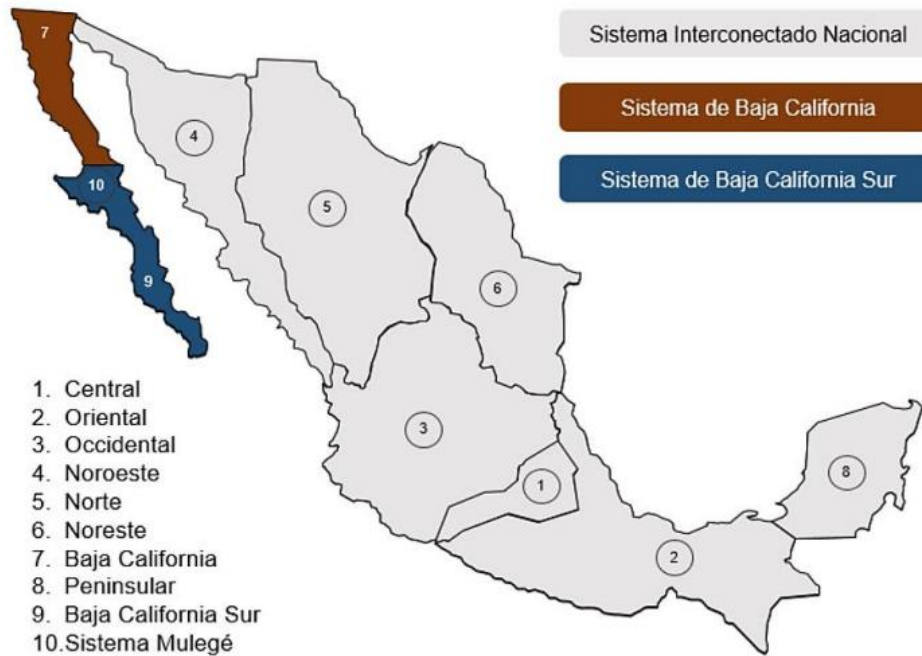 Sistema Interconectado Nacional
Sistema de Baja California
Sistema de Baja California Sur
7
4
10
5
9
6
3
1
8
2
1. Central
2. Oriental
3. Occidental
4. Noroeste
5. Norte
6. Noreste
7. Baja California
8. Peninsular
9. Baja California Sur
10.Sistema Mulegé